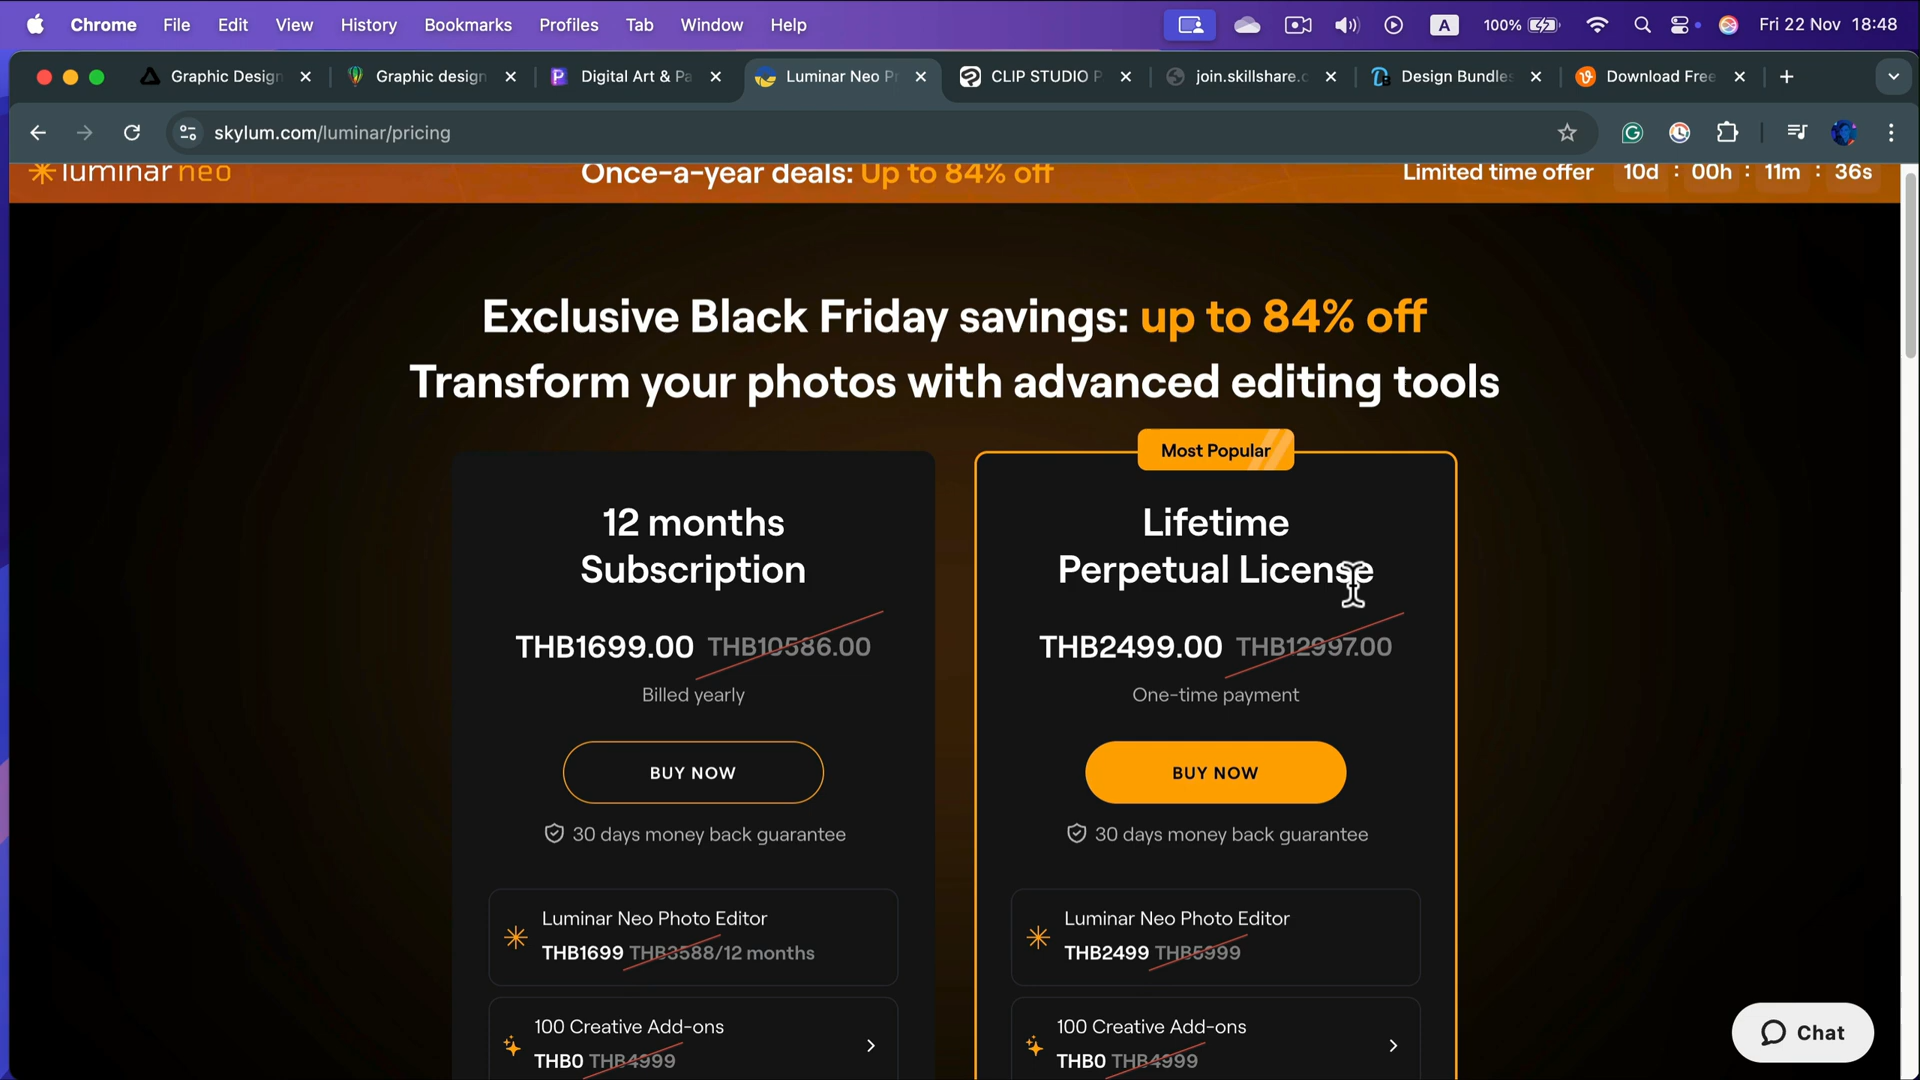 Chrome File Edit View History Bookmarks Profiles Tab Window Help A 100% Fri 22 Nov 18:48
Graphic Design Graphic design Digital Art & Pa Luminar Neo Pr CLIP STUDIO P join.skillshare.c Design Bundles Download Free
skylum.com/luminar/pricing
luminar neo Once-a-year deals: Up to 84% off Limited time offer 10d : 00h : 11m : 36s
Exclusive Black Friday savings: up to 84% off
Transform your photos with advanced editing tools
12 months
Subscription
THB1699.00 THB10586.00
Billed yearly
BUY NOW
30 days money back guarantee
Luminar Neo Photo Editor
THB1699 THB3588/12 months
100 Creative Add-ons
THB0 THB4999
Most Popular
Lifetime
Perpetual License
THB2499.00 THB12997.00
One-time payment
BUY NOW
30 days money back guarantee
Luminar Neo Photo Editor
THB2499 THB5999
100 Creative Add-ons
THB0 THB4999
Chat